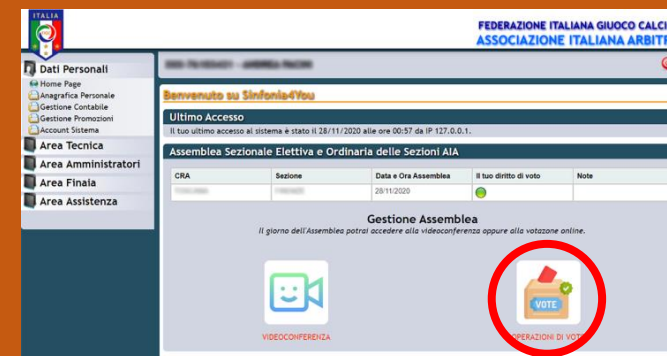 ITALIA
FEDERAZIONE ITALIANA GIUOCO CALCI
ASSOCIAZIONE ITALIANA ARBITR
Dati Personali
Home Page
Anagrafica Personale
Gestione Contabile
Gestione Promozioni
Account Sistema
Area Tecnica
Area Amministratori
Area Finaia
Area Assistenza
Benvenuto su Sinfonia4You
Ultimo Accesso
Il tuo ultimo accesso al sistema è stato il 28/11/2020 alle ore 00:57 da IP 127.0.0.1.
Assemblea Sezionale Elettiva e Ordinaria delle Sezioni AIA
CRA Sezione Data e Ora Assemblea Il tuo diritto di voto Note
28/11/2020
Gestione Assemblea
Il giorno dell'Assemblea potrai accedere alla videoconferenza oppure alla votazone online.
VOTE
VIDEOCONFERENZA OPERAZIONI DI VOT